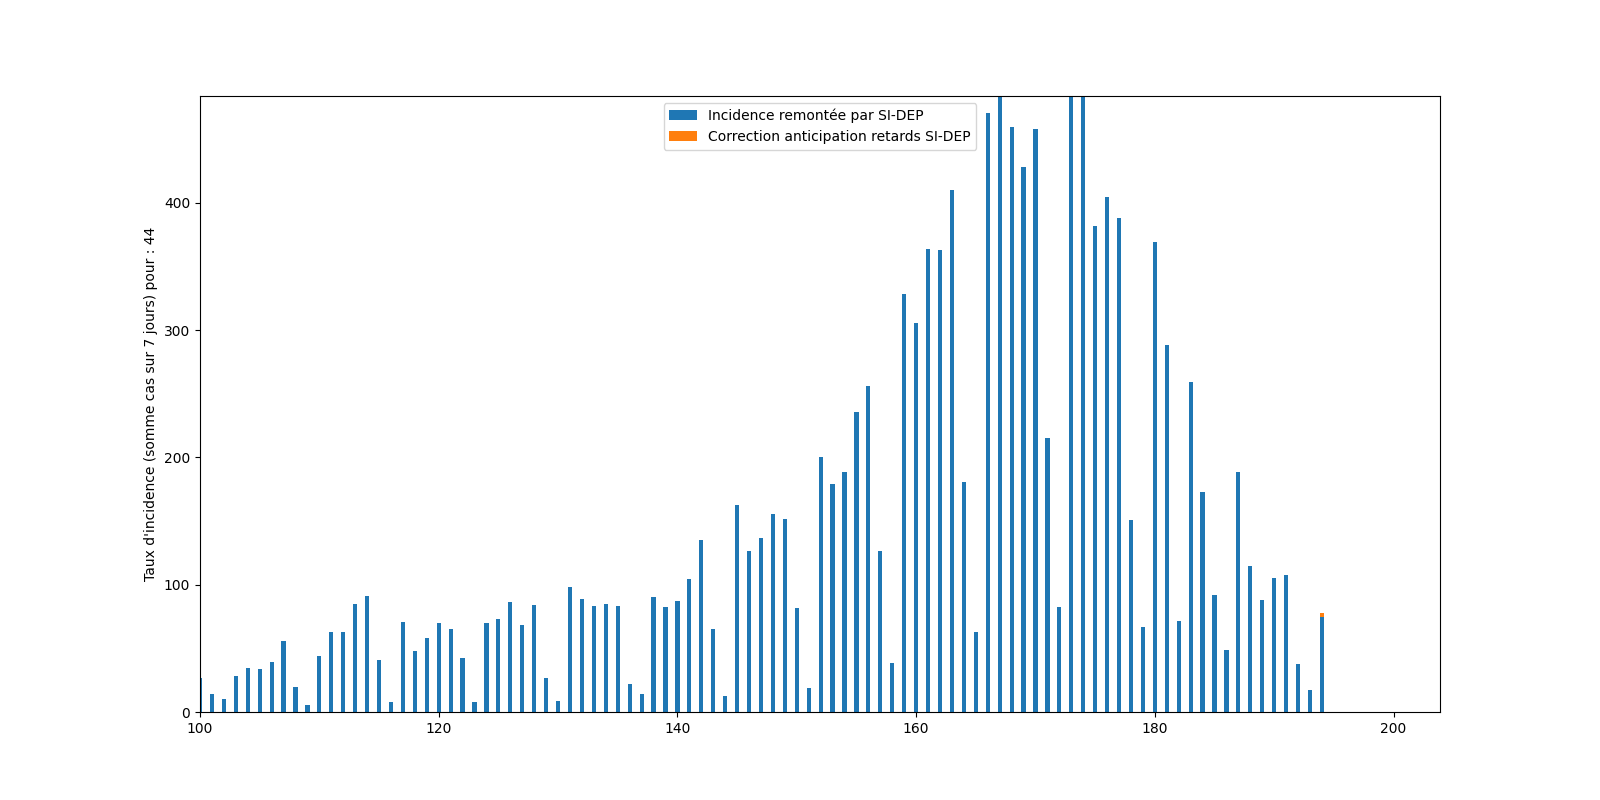 Incidence remontée par SI-DEP
Correction anticipation retards SI-DEP
Taux d'incidence (somme cas sur 7 jours) pour : 44
400
300
200
100
0
100 120 140 160 180 200